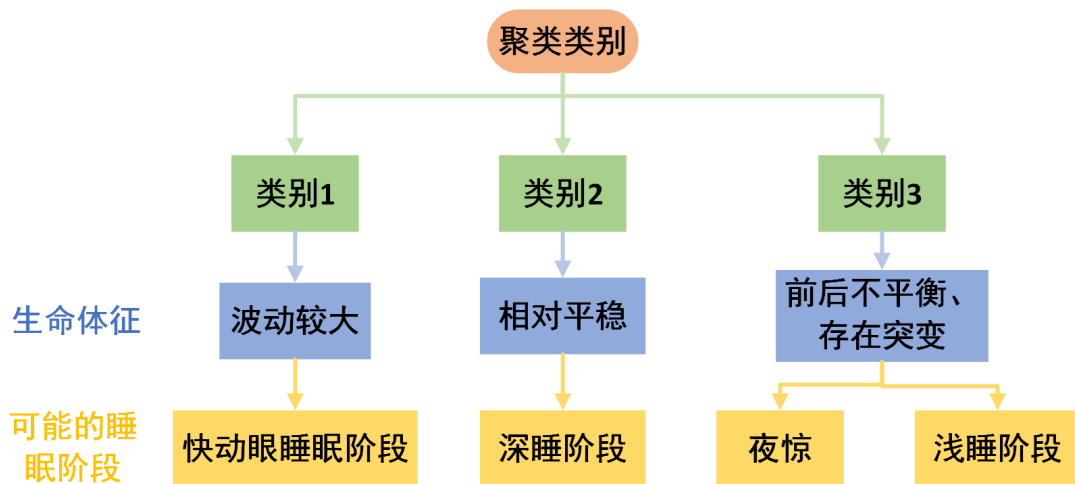 聚类类别
类别1
类别2
类别3
生命体征
波动较大
相对平稳
前后不平衡、
存在突变
可能的睡
眠阶段
快动眼睡眠阶段
深睡阶段
夜惊
浅睡阶段